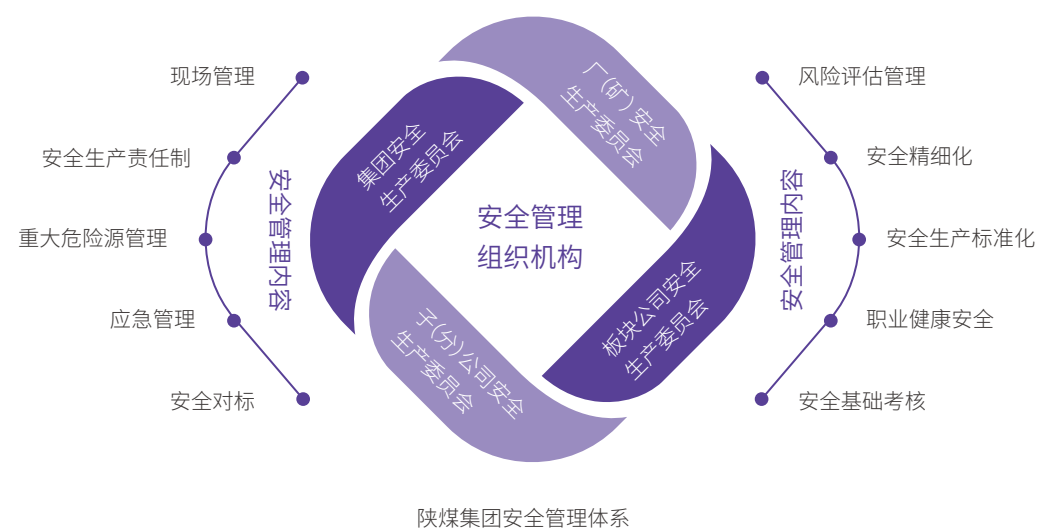 现场管理
安全生产责任制
重大危险源管理
应急管理
安全对标
安全管理内容
集团安全
生产委员会
厂(矿)安全
生产委员会
安全管理
组织机构
子(分)公司安全
生产委员会
板块公司安全
生产委员会
安全管理内容
风险评估管理
安全精细化
安全生产标准化
职业健康安全
安全基础考核
陕煤集团安全管理体系